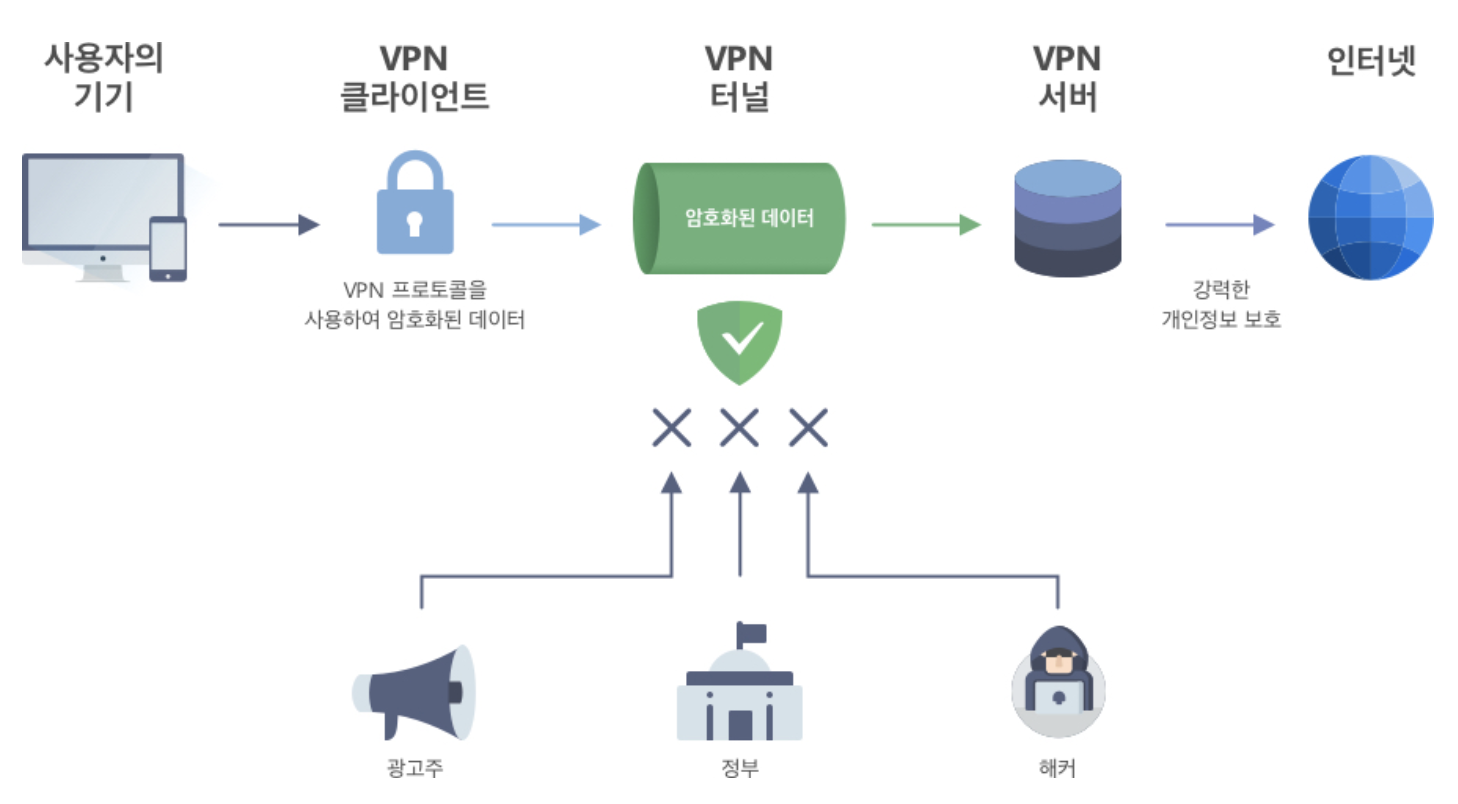 사용자의
기기
VPN
클라이언트
VPN
터널
VPN
서버
인터넷
암호화된 데이터
VPN 프로토콜을
사용하여 암호화된 데이터
강력한
개인정보 보호
광고주
정부
해커